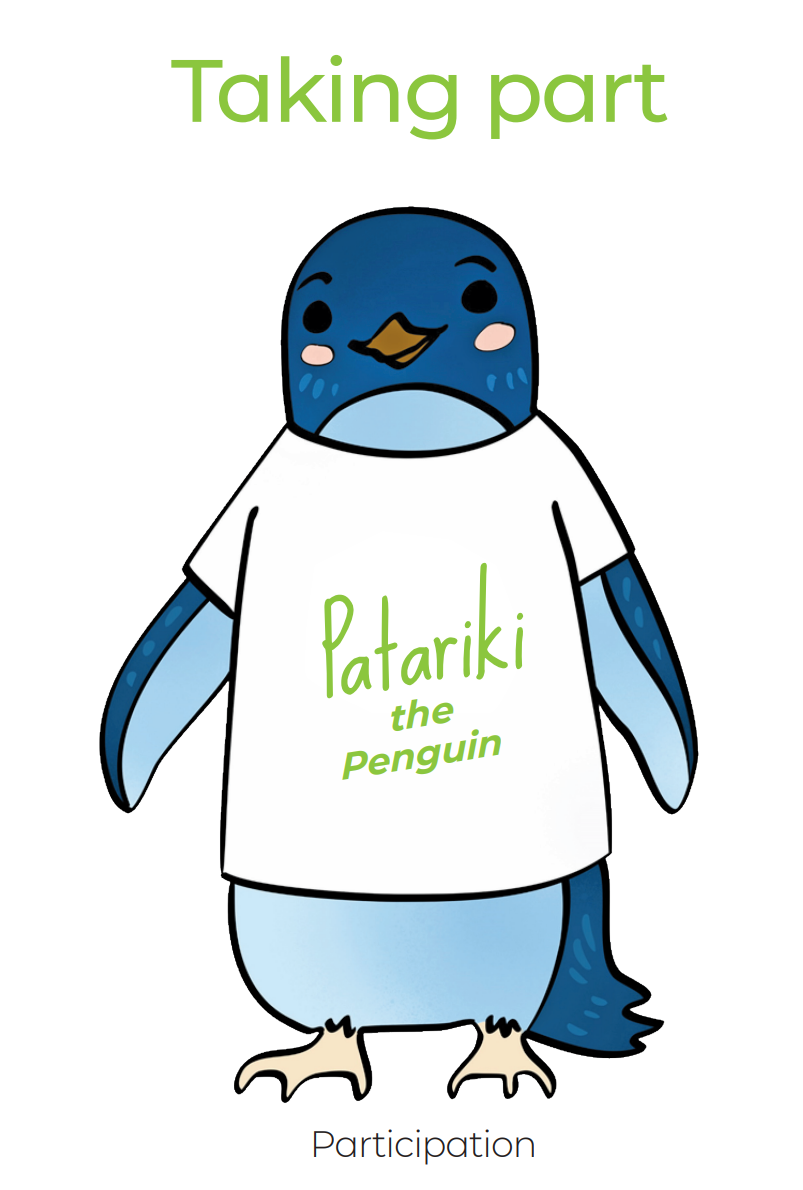 Taking part
Patariki
the
Penguin
Participation